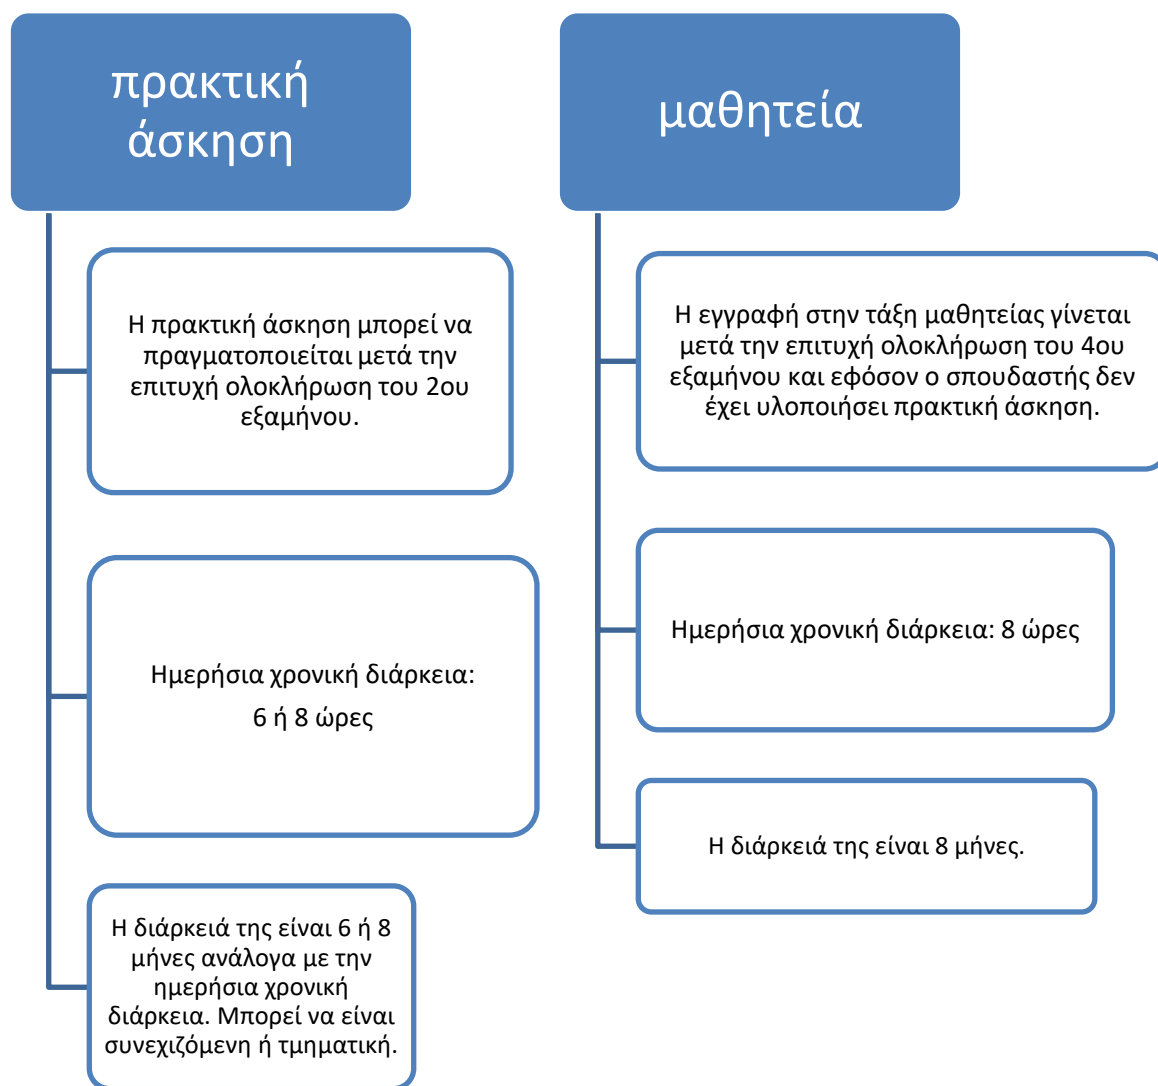 πρακτική
άσκηση
Η πρακτική άσκηση μπορεί να
πραγματοποιείται μετά την
επιτυχή ολοκλήρωση του 2ου
εξαμήνου.
Ημερήσια χρονική διάρκεια:
6 ή 8 ώρες
Η διάρκειά της είναι 6 ή 8
μήνες ανάλογα με την
ημερήσια χρονική
διάρκεια. Μπορεί να είναι
συνεχιζόμενη ή τμηματική.
μαθητεία
Η εγγραφή στην τάξη μαθητείας γίνεται
μετά την επιτυχή ολοκλήρωση του 4ου
εξαμήνου και εφόσον ο σπουδαστής δεν
έχει υλοποιήσει πρακτική άσκηση.
Ημερήσια χρονική διάρκεια: 8 ώρες
Η διάρκειά της είναι 8 μήνες.